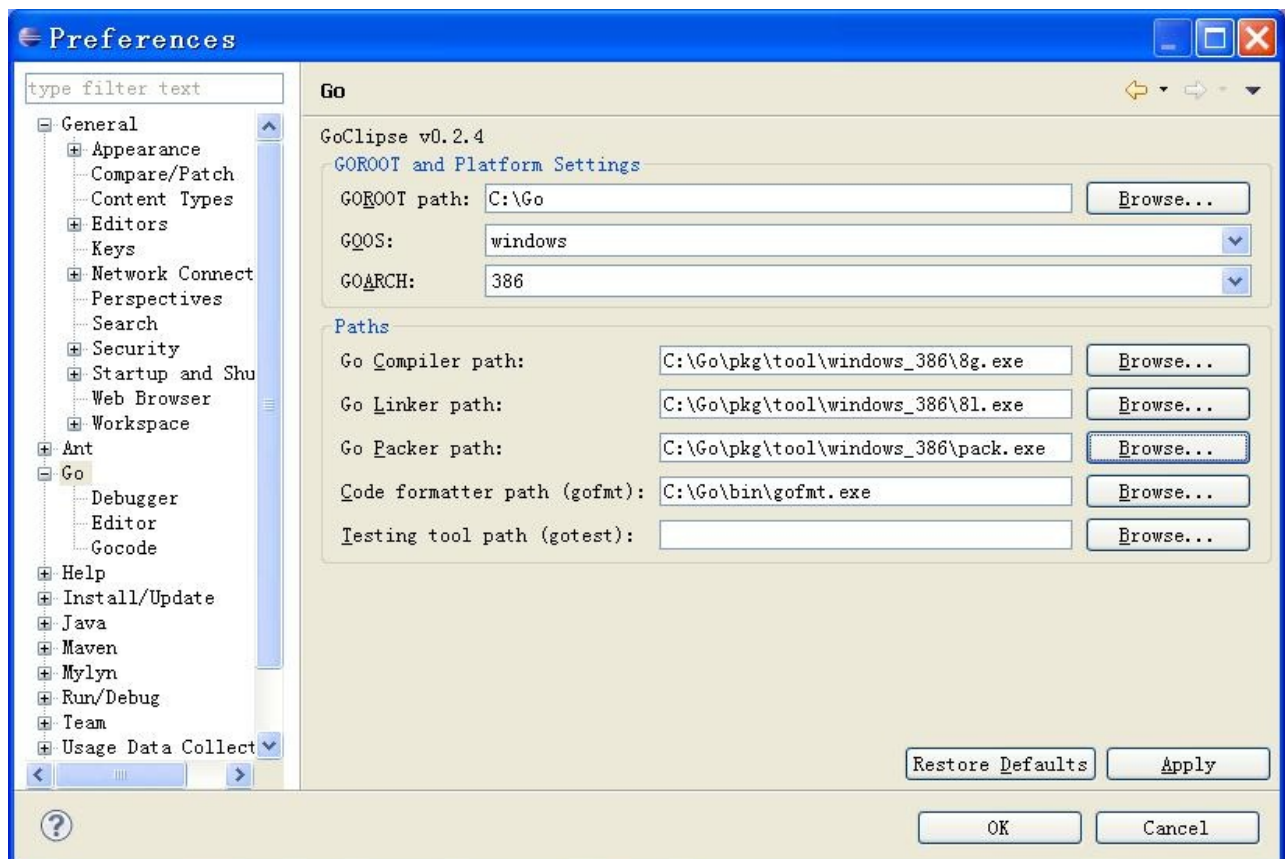 Preferences
type filter text
General
Appearance
Compare/Patch
Content Types
Editors
Keys
Network Connect
Perspectives
Search
Security
Startup and Shu
Web Browser
Workspace
Ant
Go
Debugger
Editor
Gocode
Help
Install/Update
Java
Maven
Mylyn
Run/Debug
Team
Usage Data Collect
Go
GoClipse v0.2.4
GOROOT and Platform Settings
GOROOT path: C:\Go Browse...
GOOS: windows
GOARCH: 386
Paths
Go Compiler path: C:\Go\pkg\tool\windows_386\8g.exe Browse...
Go Linker path: C:\Go\pkg\tool\windows_386\8l.exe Browse...
Go Packer path: C:\Go\pkg\tool\windows_386\pack.exe Browse...
Code formatter path (gofmt): C:\Go\bin\gofmt.exe Browse...
Testing tool path (gotest): Browse...
Restore Defaults Apply
OK Cancel